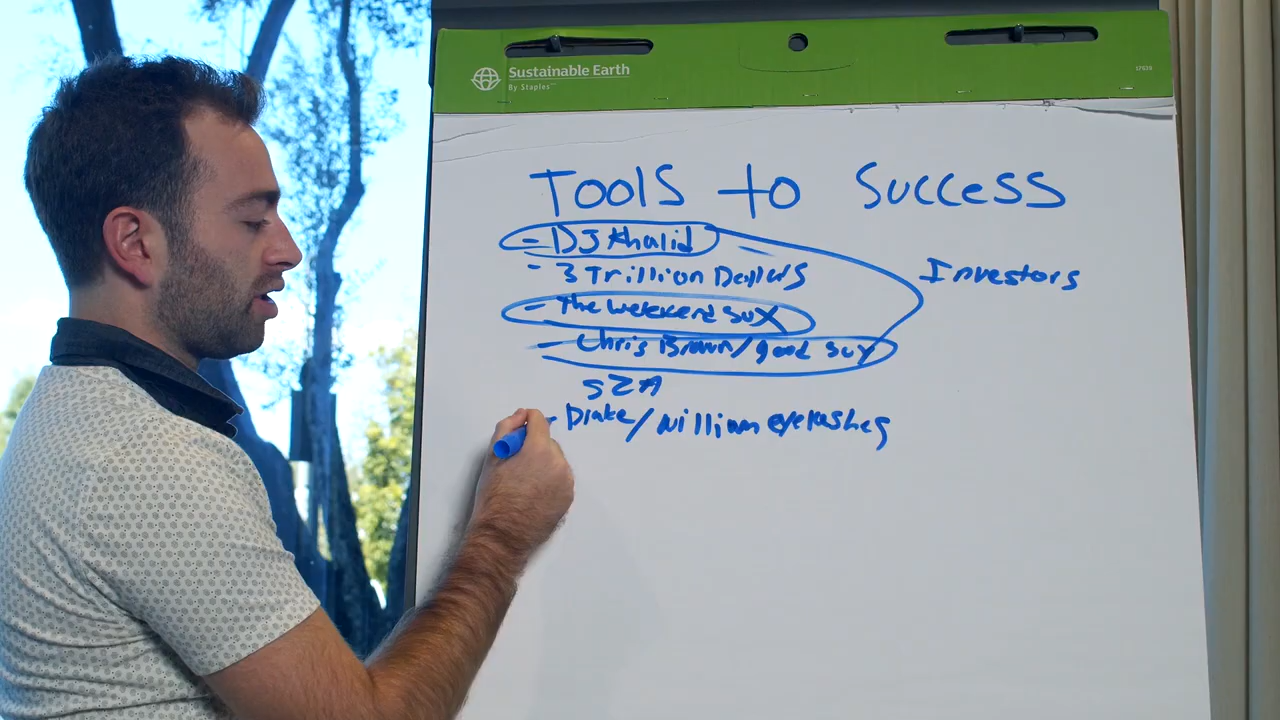 Sustainable Earth
By Staples
TOOLS to SUCCESS
- DJ Khalid
- 3 Trillion Dollars
Investors
- The Weekend SUX
- Chris Brown/good guy
SZA
- Drake/William eyelashes